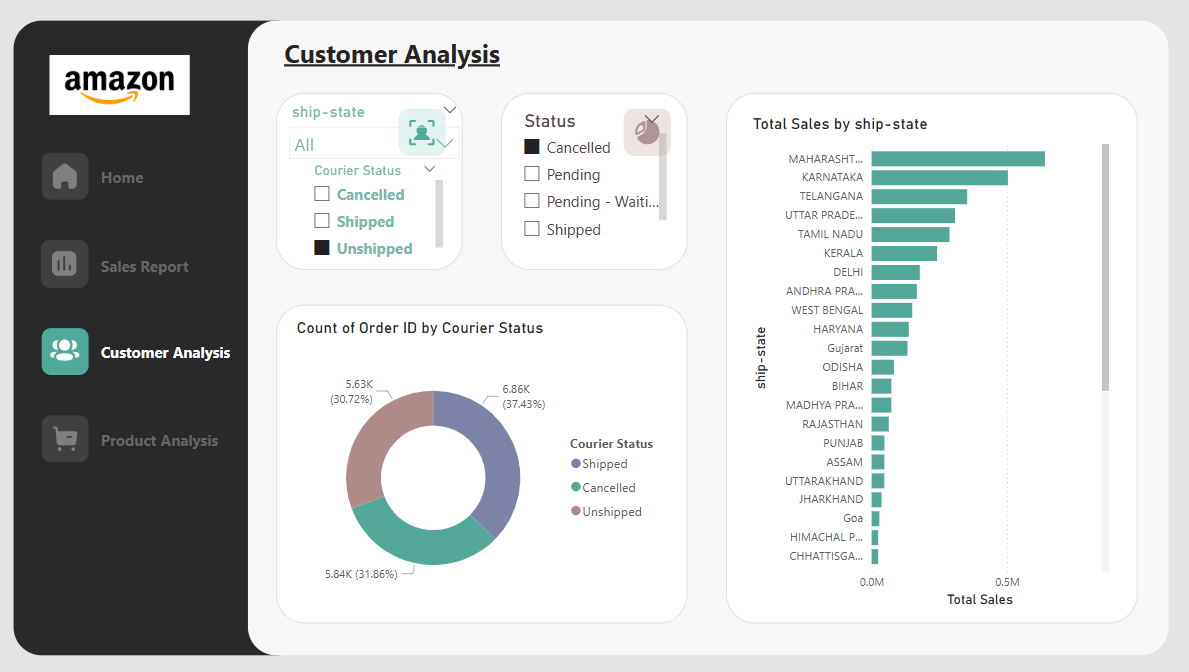 amazon
Home
Sales Report
Customer Analysis
Product Analysis
Customer Analysis
ship-state
All
Courier Status
Cancelled
Shipped
Unshipped
Status
Cancelled
Pending
Pending - Waiti...
Shipped
Count of Order ID by Courier Status
5.63K
(30.72%)
6.86K
(37.43%)
5.84K (31.86%)
Courier Status
Shipped
Cancelled
Unshipped
Total Sales by ship-state
ship-state
MAHARASHT...
KARNATAKA
TELANGANA
UTTAR PRADE...
TAMIL NADU
KERALA
DELHI
ANDHRA PRA...
WEST BENGAL
HARYANA
Gujarat
ODISHA
BIHAR
MADHYA PRA...
RAJASTHAN
PUNJAB
ASSAM
UTTARAKHAND
JHARKHAND
Goa
HIMACHAL P...
CHHATTISGA...
0.0M
0.5M
Total Sales